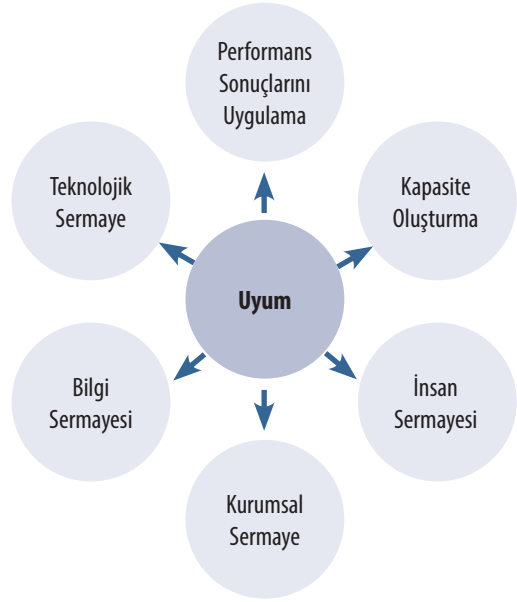 Performans
Sonuçlarını
Uygulama
Teknolojik
Sermaye
Kapasite
Oluşturma
Uyum
Bilgi
Sermayesi
İnsan
Sermayesi
Kurumsal
Sermaye